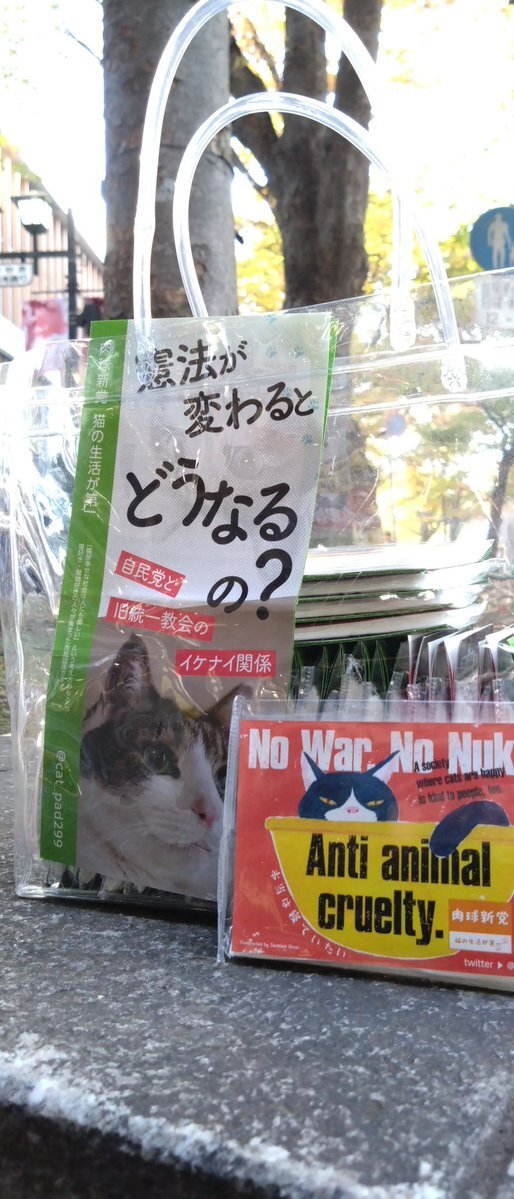 肉球新党 猫の生活が第一
憲法が
変わると
どうなる
の?
自民党と
旧統一教会の
イケナイ関係
@cat_pad299
No War. No Nuk
A society
where cats are happy
is kind to people, too.
Anti animal
cruelty.
肉球新党
猫の生活が第一
twitter ▶ @